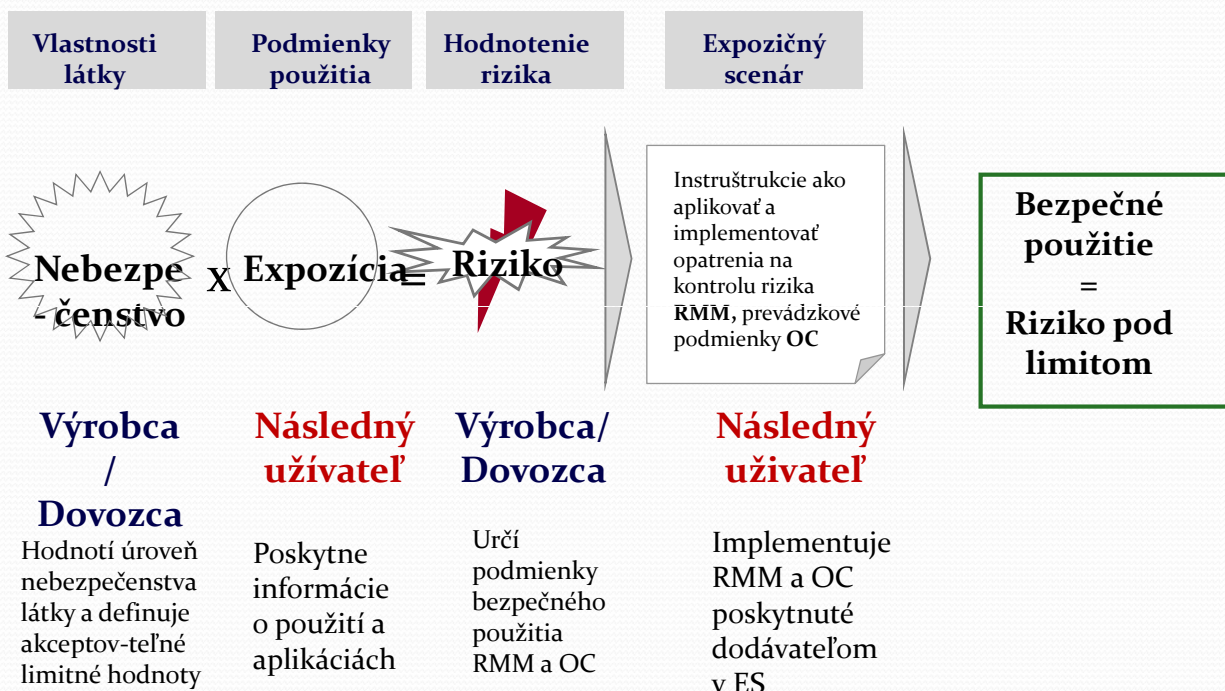 Vlastnosti
látky
Podmienky
použitia
Hodnotenie
rizika
Expozičný
scenár
Nebezpe
- čenstvo
x
Expozícia
=
Riziko
Instruštrukcie ako
aplikovať a
implementovať
opatrenia na
kontrolu rizika
RMM, prevádzkové
podmienky OC
Bezpečné
použitie
=
Riziko pod
limitom
Výrobca
/
Dovozca
Hodnotí úroveň
nebezpečenstva
látky a definuje
akceptov-teľné
limitné hodnoty
Následný
užívateľ
Poskytne
informácie
o použití a
aplikáciách
Výrobca/
Dovozca
Určí
podmienky
bezpečného
použitia
RMM a OC
Následný
uživateľ
Implementuje
RMM a OC
poskytnuté
dodávateľom
v ES